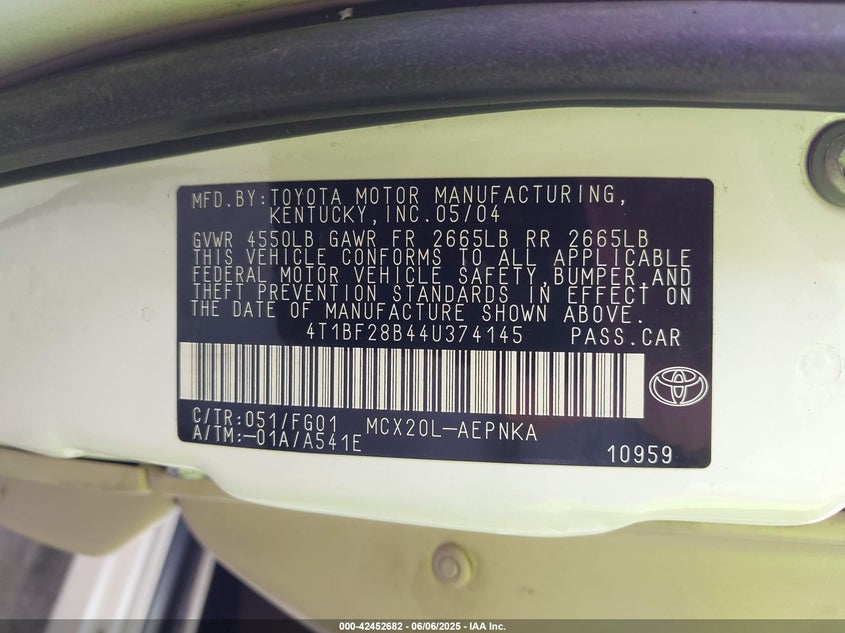 MFD.BY:TOYOTA MOTOR MANUFACTURING,
KENTUCKY,INC.05/04
GVWR 4550LB GAWR FR 2665LB RR 2665LB
THIS VEHICLE CONFORMS TO ALL APPLICABLE
FEDERAL MOTOR VEHICLE SAFETY,BUMPER,AND
THEFT PREVENTION STANDARDS IN EFFECT ON
THE DATE OF MANUFACTURE SHOWN ABOVE.
4T1BF28B44U374145 PASS.CAR
C/TR:051/FG01 MCX20L-AEPNKA
A/TM:-01A/A541E
10959
000-42452682 - 06/06/2025 - IAA Inc.